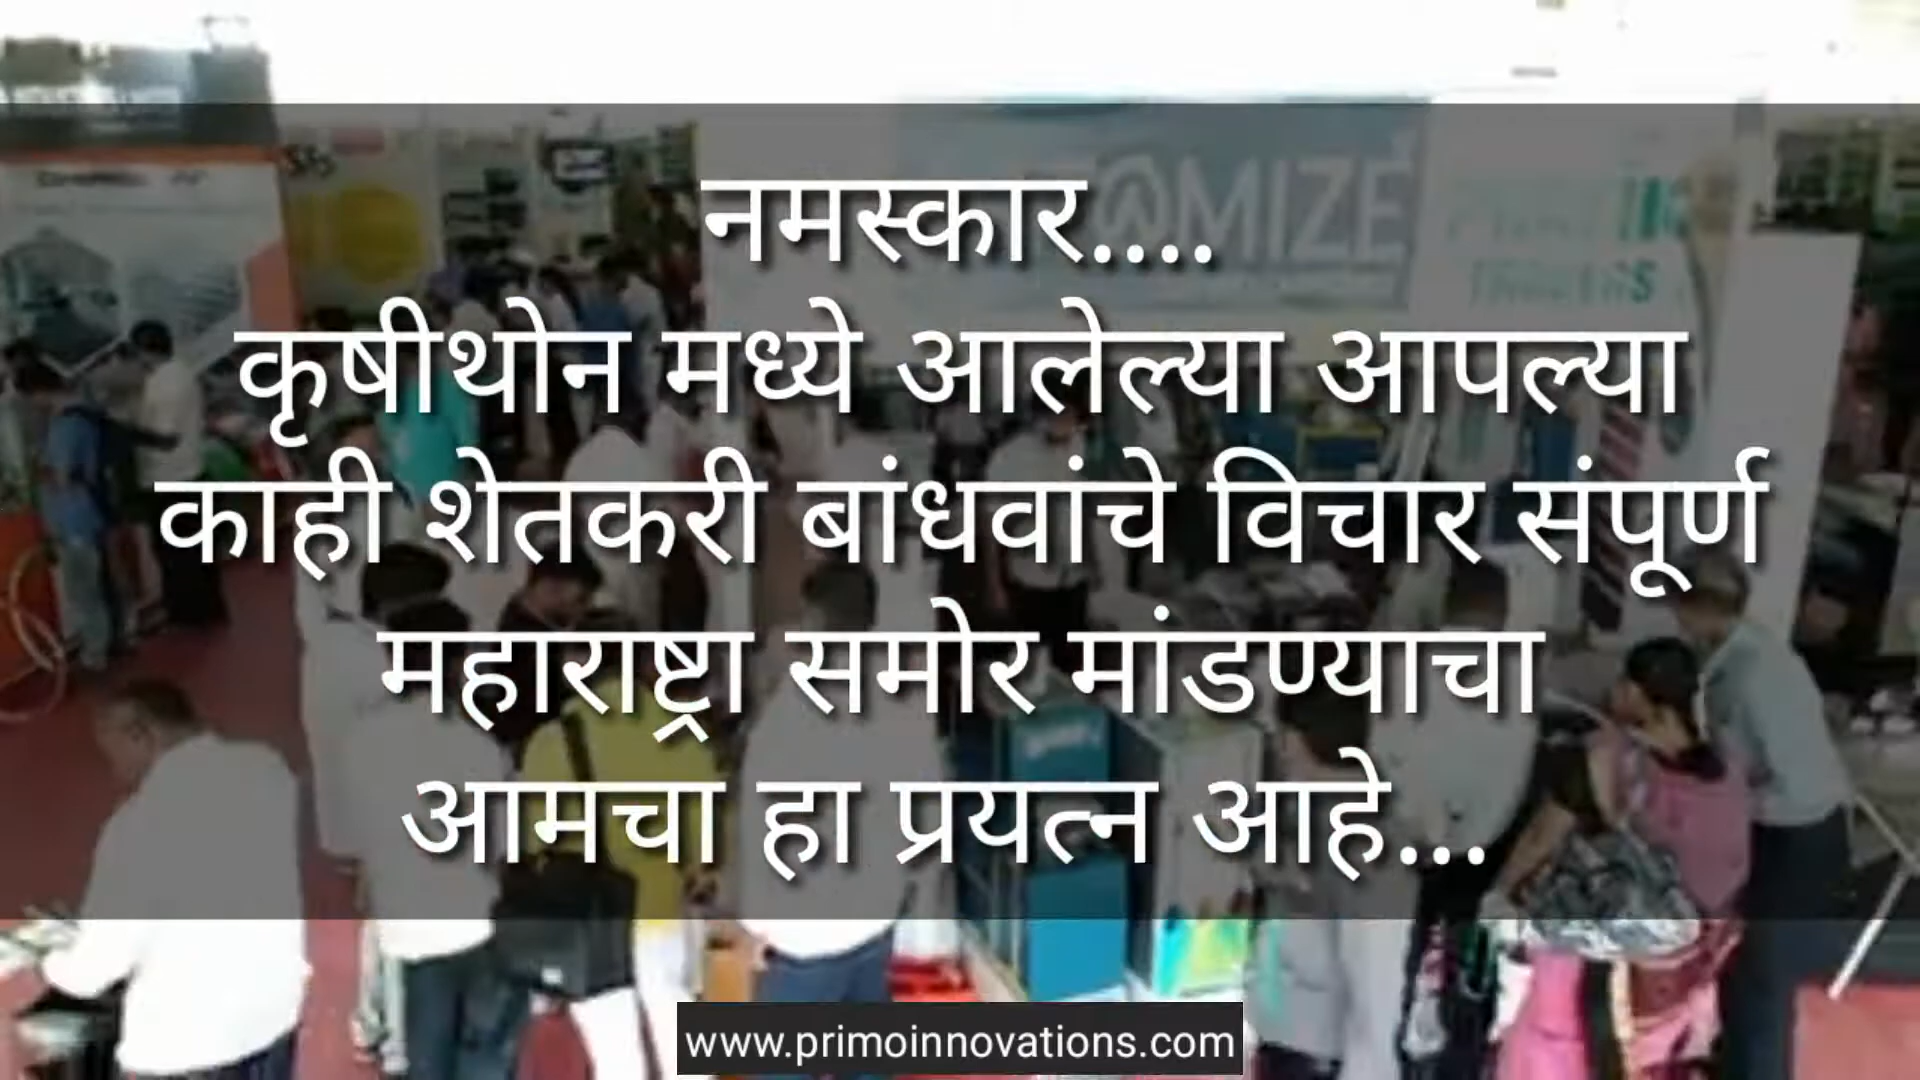 नमस्कार....
कृषीथोन मध्ये आलेल्या आपल्या
काही शेतकरी बांधवांचे विचार संपूर्ण
महाराष्ट्रा समोर मांडण्याचा
आमचा हा प्रयत्न आहे...
www.primoinnovations.com